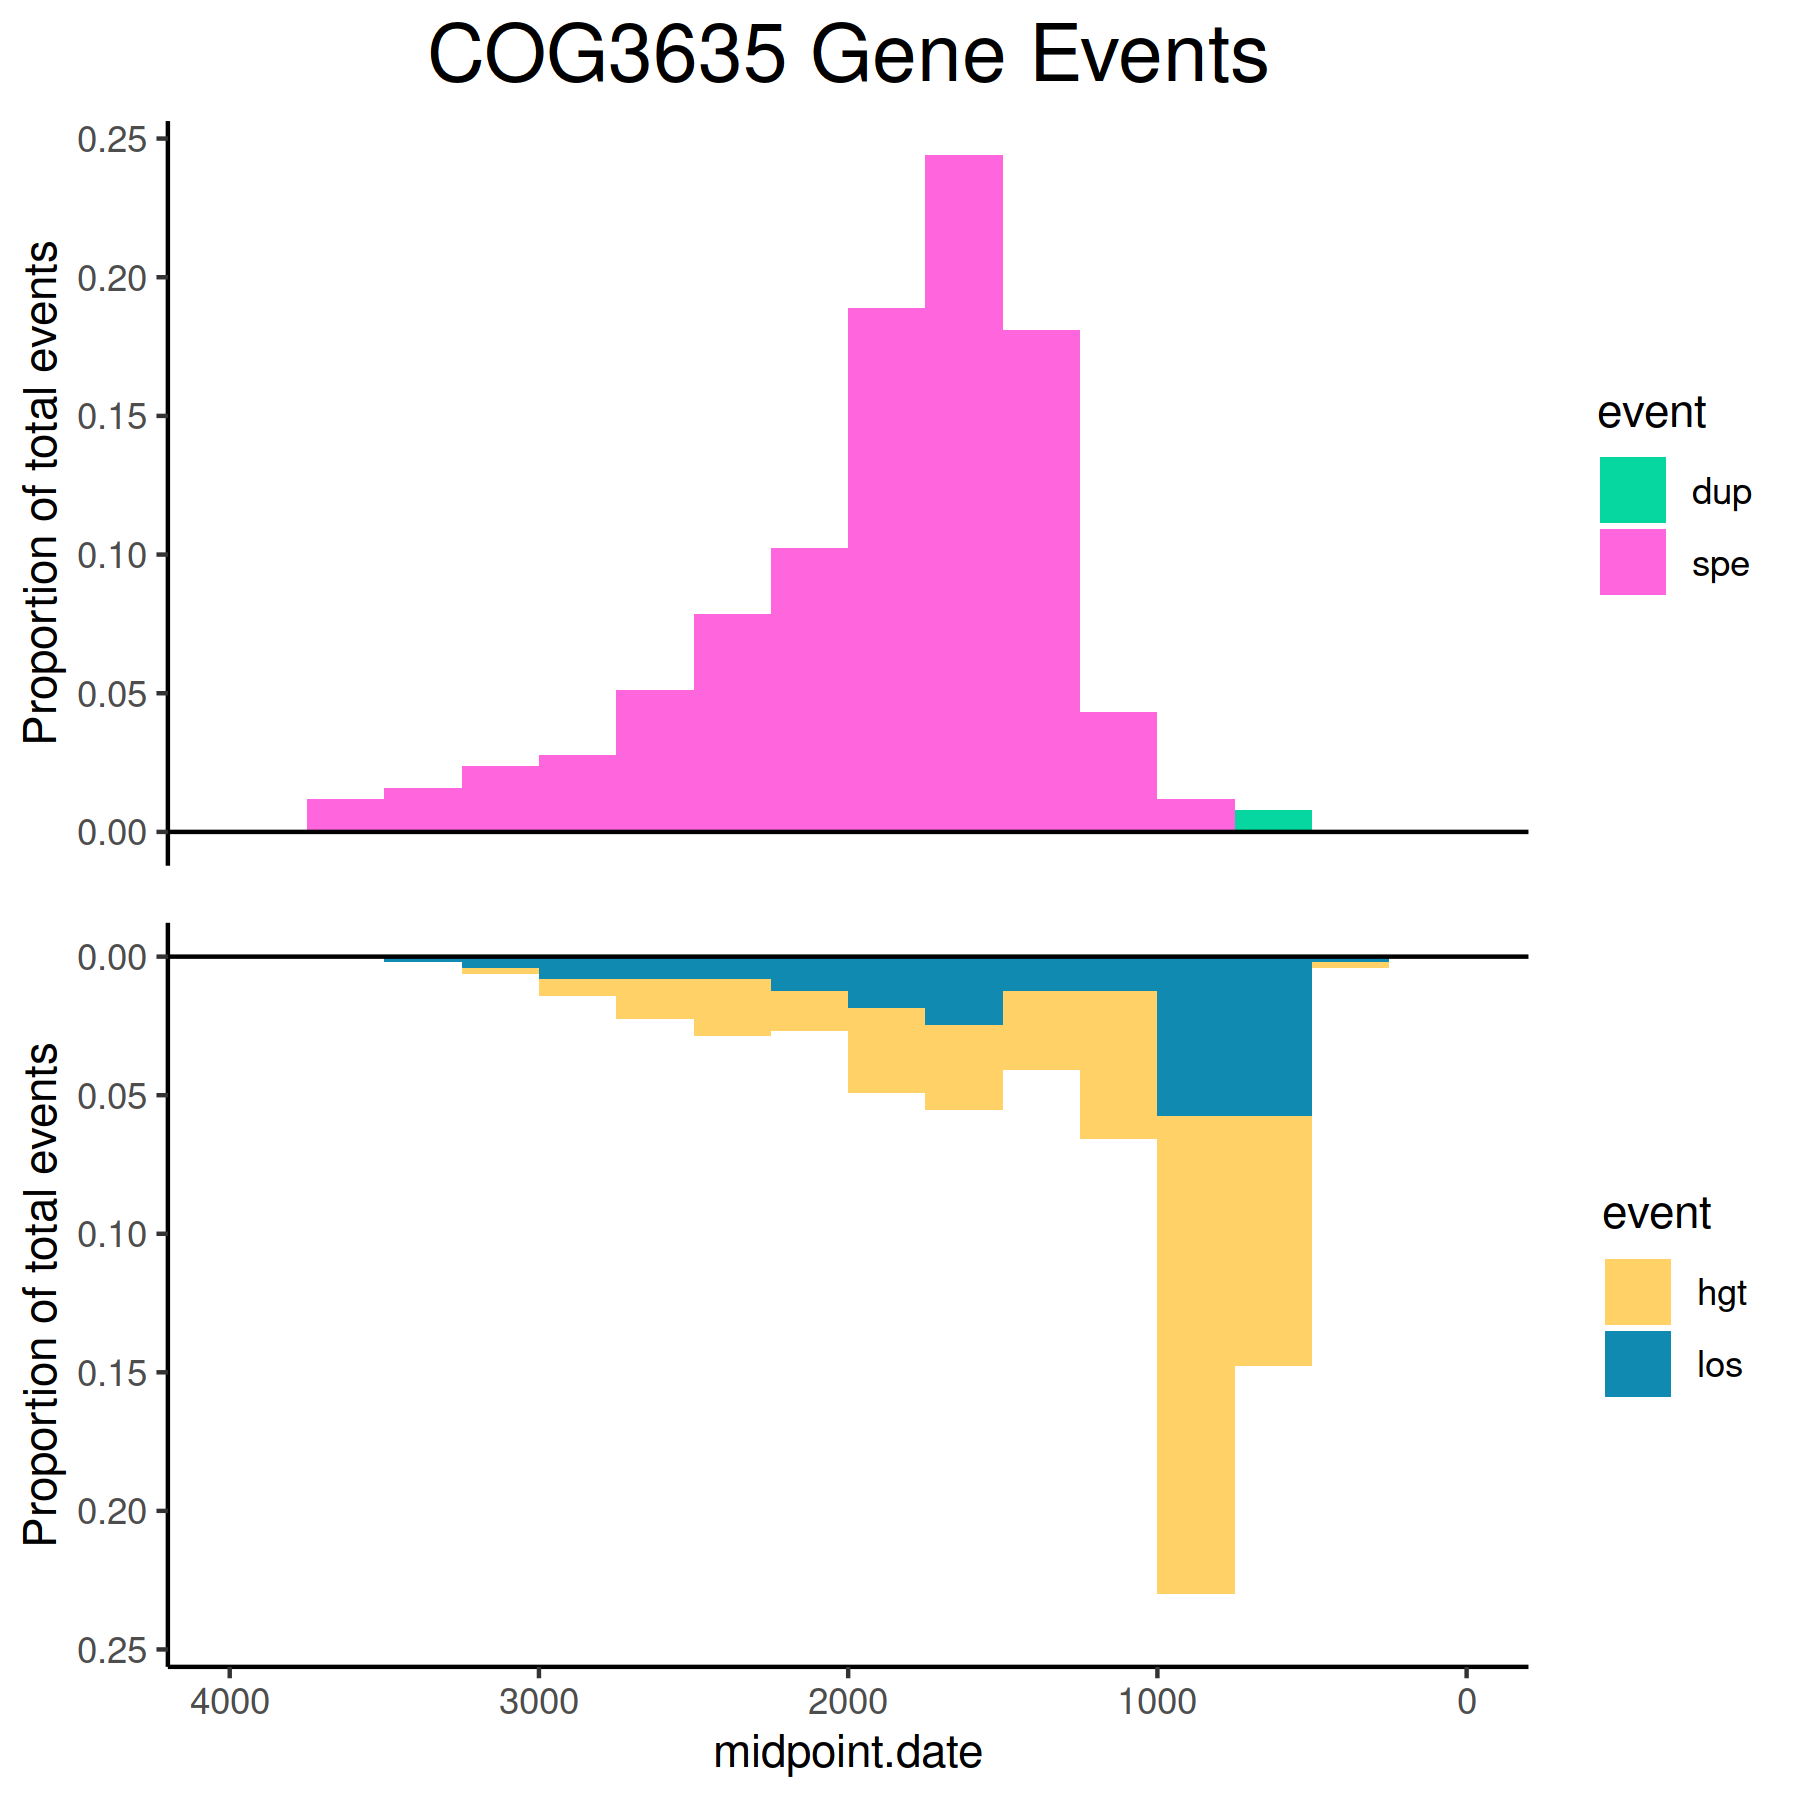 COG3635 Gene Events
0.25
0.20
0.15
0.10
0.05
0.00
Proportion of total events
event
dup
spe
0.00
0.05
0.10
0.15
0.20
0.25
Proportion of total events
event
hgt
los
4000 3000 2000 1000 0
midpoint.date